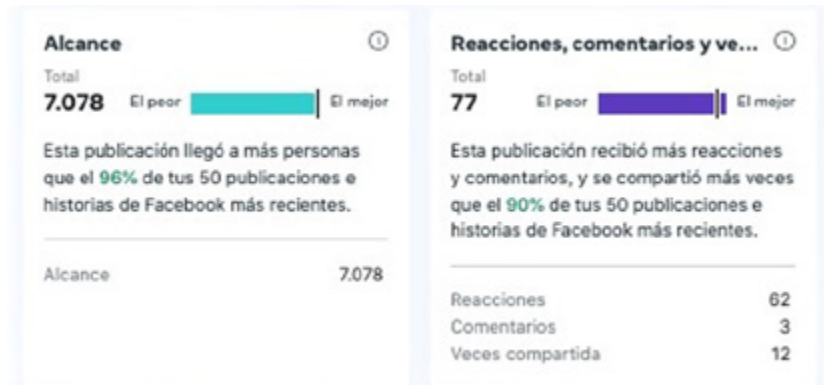 Alcance
Total
7.078 El peor El mejor
Esta publicación llegó a más personas
que el 96% de tus 50 publicaciones e
historias de Facebook más recientes.
Alcance 7.078
Reacciones, comentarios y ve...
Total
77 El peor El mejor
Esta publicación recibió más reacciones
y comentarios, y se compartió más veces
que el 90% de tus 50 publicaciones e
historias de Facebook más recientes.
Reacciones 62
Comentarios 3
Veces compartida 12